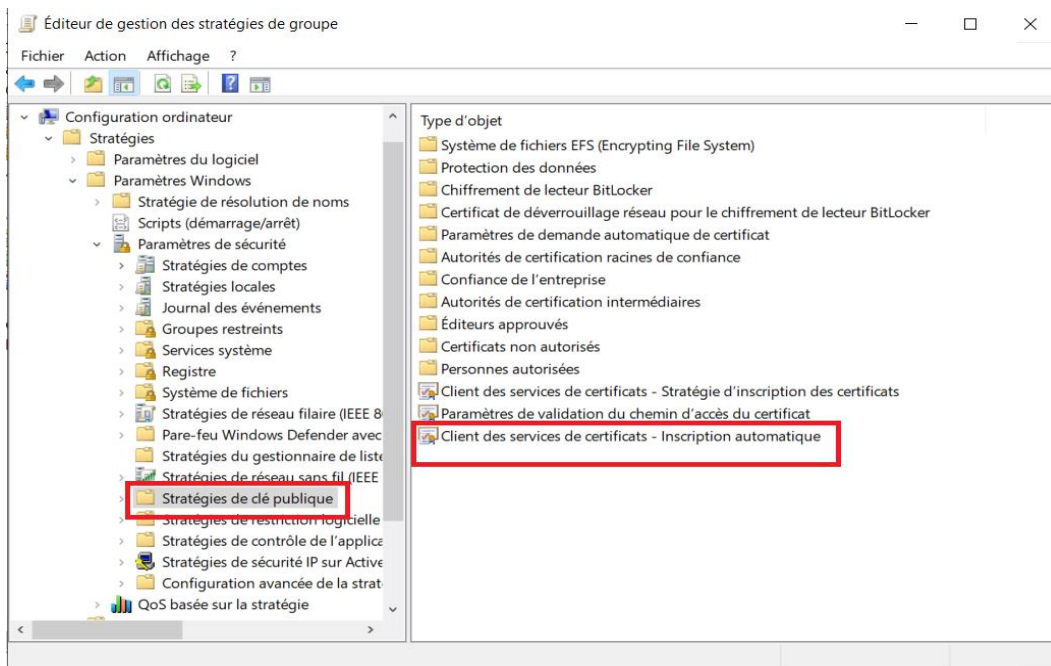 Éditeur de gestion des stratégies de groupe
Fichier Action Affichage ?
Configuration ordinateur
Stratégies
Paramètres du logiciel
Paramètres Windows
Stratégie de résolution de noms
Scripts (démarrage/arrêt)
Paramètres de sécurité
Stratégies de comptes
Stratégies locales
Journal des événements
Groupes restreints
Services système
Registre
Système de fichiers
Stratégies de réseau filaire (IEEE 8
Pare-feu Windows Defender avec
Stratégies du gestionnaire de liste
Stratégies de réseau sans fil (IEEE
Stratégies de clé publique
Stratégies de restriction logicielle
Stratégies de contrôle de l'applica
Stratégies de sécurité IP sur Active
Configuration avancée de la strat
QoS basée sur la stratégie
Type d'objet
Système de fichiers EFS (Encrypting File System)
Protection des données
Chiffrement de lecteur BitLocker
Certificat de déverrouillage réseau pour le chiffrement de lecteur BitLocker
Paramètres de demande automatique de certificat
Autorités de certification racines de confiance
Confiance de l'entreprise
Autorités de certification intermédiaires
Éditeurs approuvés
Certificats non autorisés
Personnes autorisées
Client des services de certificats - Stratégie d'inscription des certificats
Paramètres de validation du chemin d'accès du certificat
Client des services de certificats - Inscription automatique